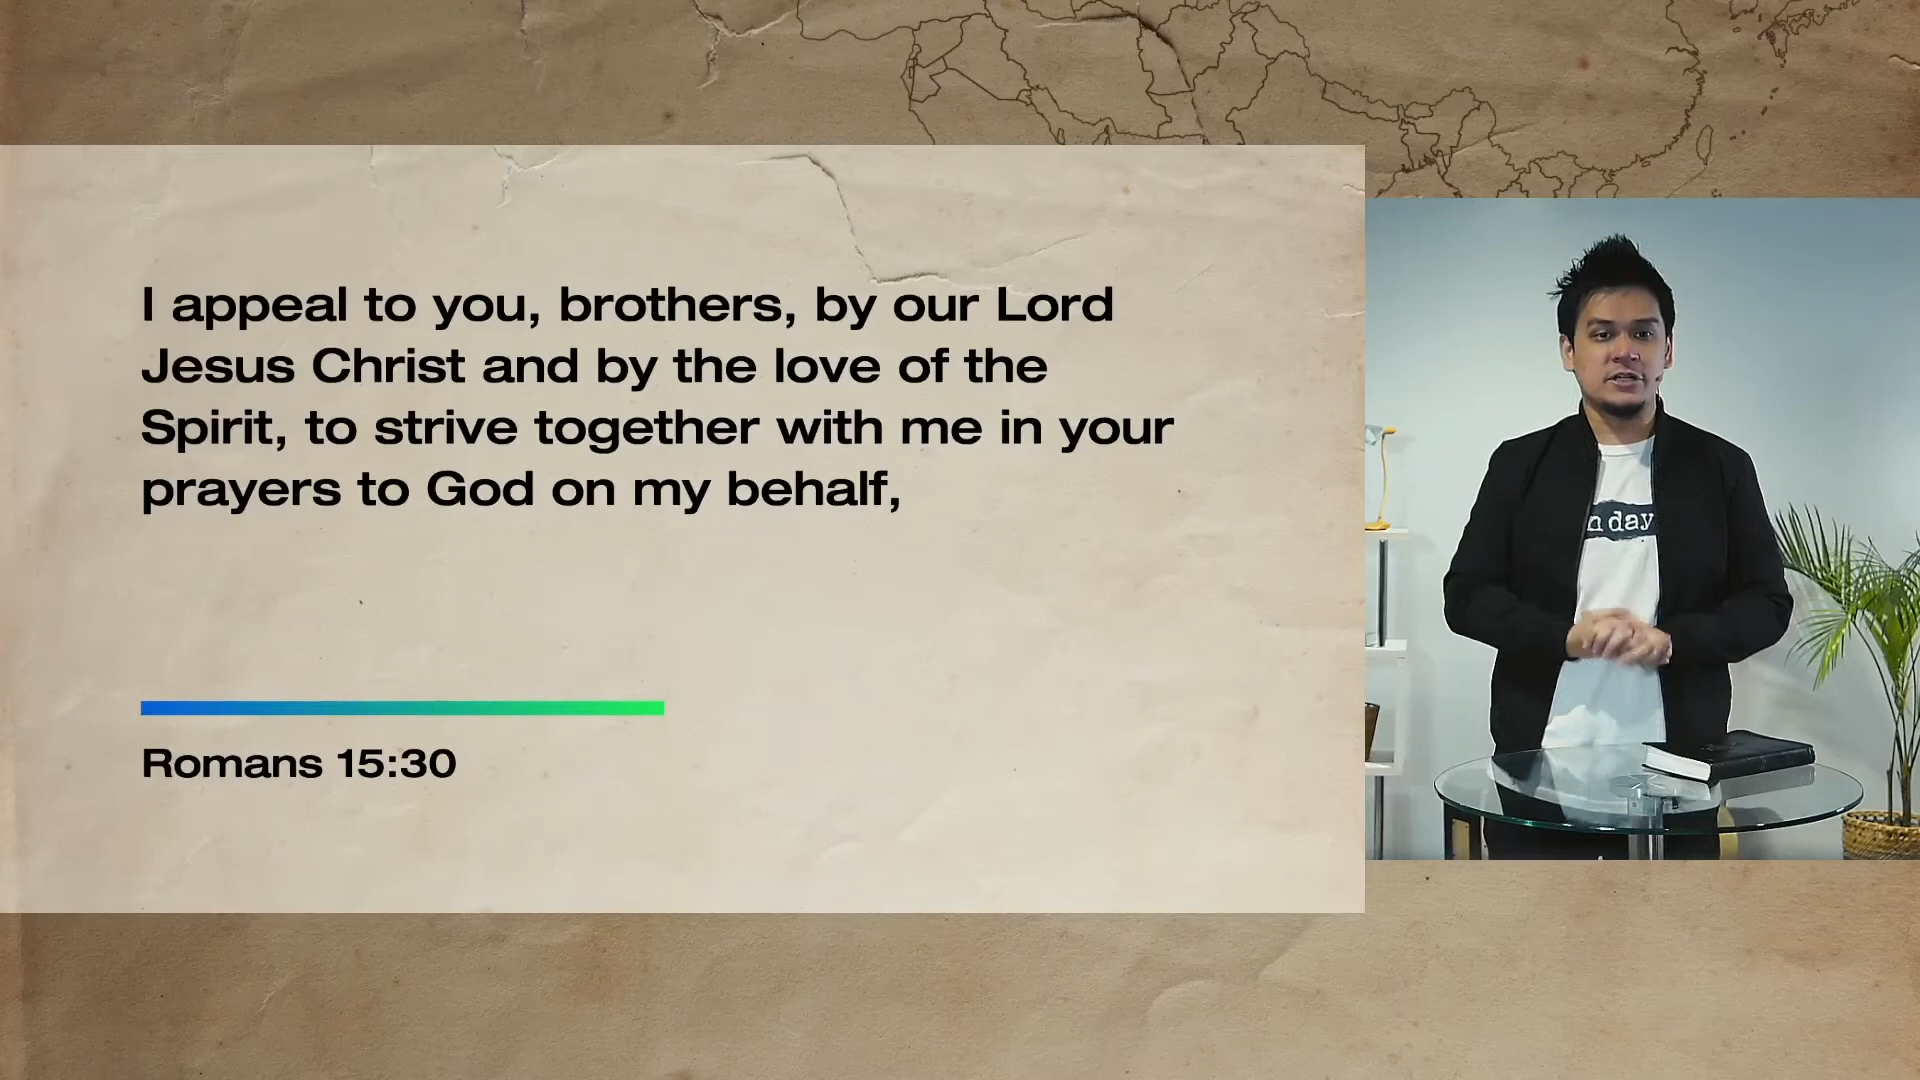 I appeal to you, brothers, by our Lord
Jesus Christ and by the love of the
Spirit, to strive together with me in your
prayers to God on my behalf,
Romans 15:30
n day